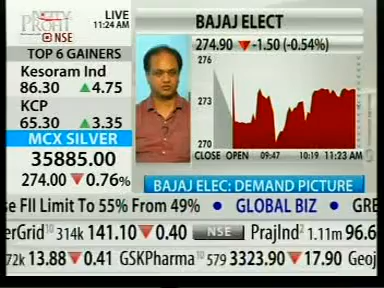 NDTV PROFIT
NSE
LIVE
11:24 AM
TOP 6 GAINERS
Kesoram Ind
86.30 ▲ 4.75
KCP
65.30 ▲ 3.35
MCX SILVER
35885.00
274.00 ▼ 0.76%
BAJAJ ELECT
274.90 ▼ -1.50 (-0.54%)
276
273
270
CLOSE OPEN 09:47 10:19 11:23 AM
BAJAJ ELEC: DEMAND PICTURE
se FII Limit To 55% From 49% • GLOBAL BIZ • GRE
erGrid 10 314k 141.10 ▼ 0.40 NSE PrajInd 2 1.11m 96.6
72k 13.88 ▼ 0.41 GSKPharma 10 579 3323.90 ▼ 17.90 Geoj